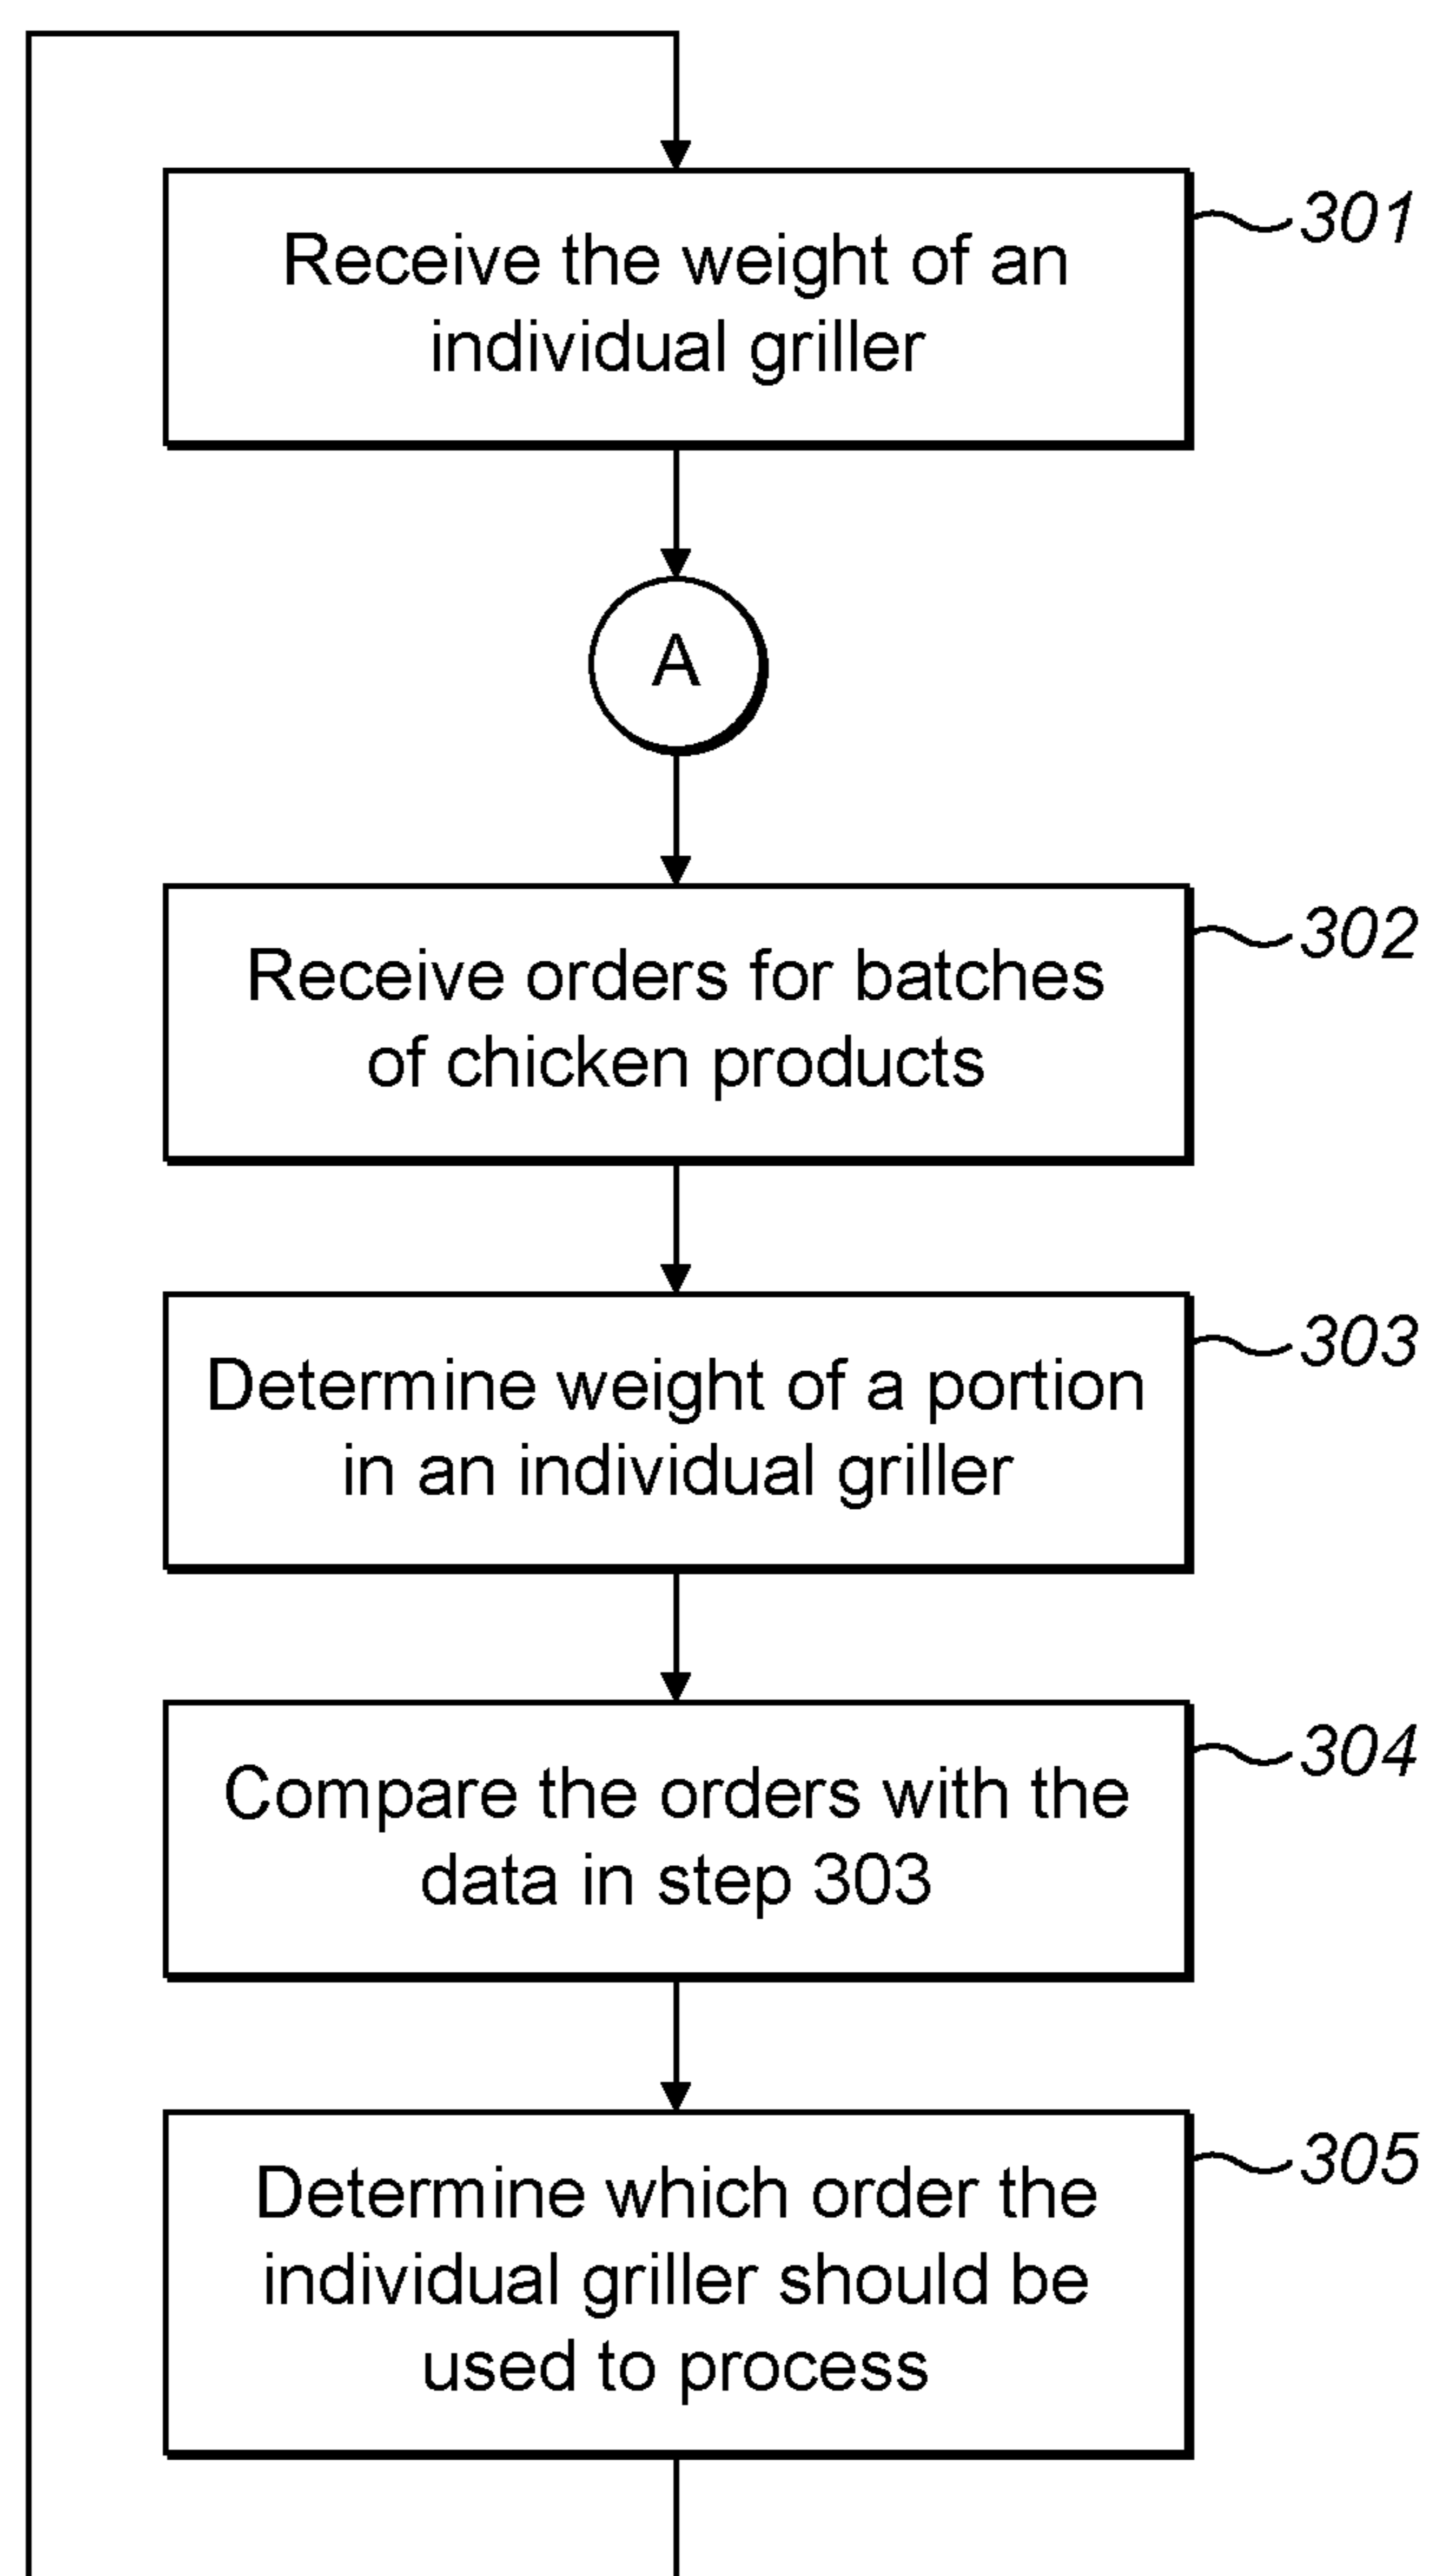 301
Receive the weight of an
individual griller
A
302
Receive orders for batches
of chicken products
303
Determine weight of a portion
in an individual griller
304
Compare the orders with the
data in step 303
305
Determine which order the
individual griller should be
used to process